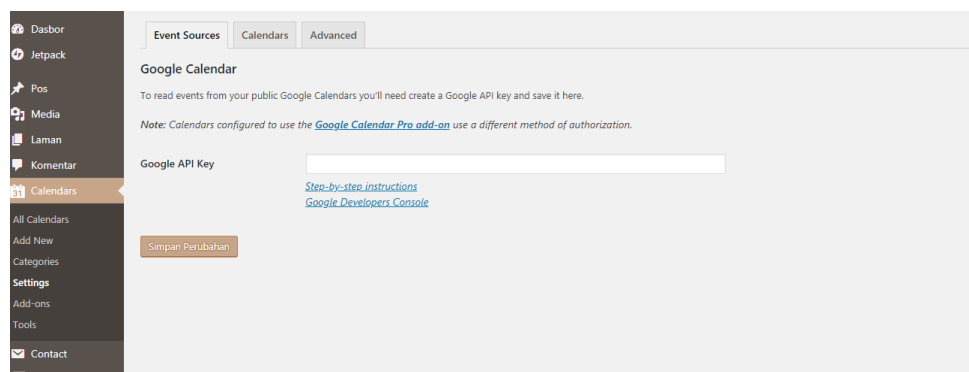 Dasbor
Jetpack
Pos
Media
Laman
Komentar
31 Calendars
All Calendars
Add New
Categories
Settings
Add-ons
Tools
Contact
Event Sources Calendars Advanced
Google Calendar
To read events from your public Google Calendars you'll need create a Google API key and save it here.
Note: Calendars configured to use the Google Calendar Pro add-on use a different method of authorization.
Google API Key
Step-by-step instructions
Google Developers Console
Simpan Perubahan